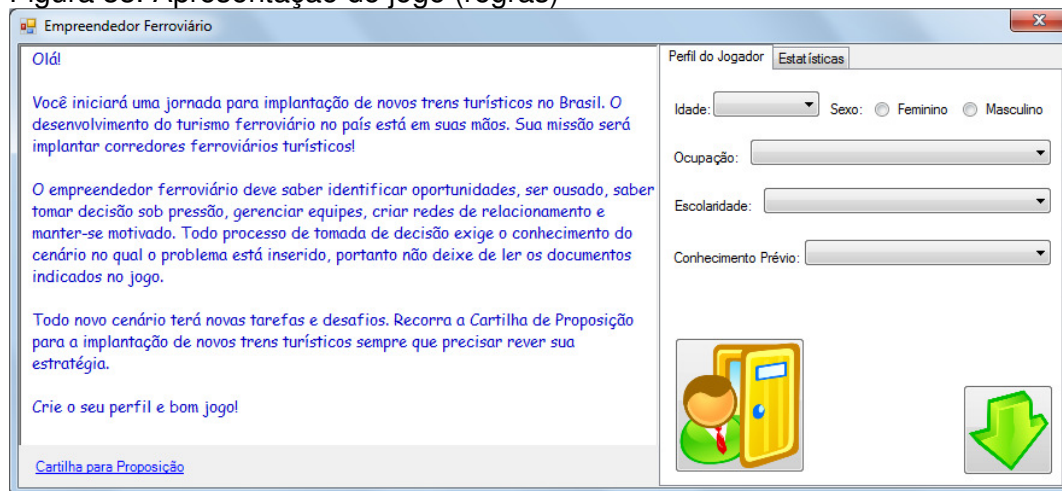 Empreendedor Ferroviário
Olá!
Você iniciará uma jornada para implantação de novos trens turísticos no Brasil. O
desenvolvimento do turismo ferroviário no país está em suas mãos. Sua missão será
implantar corredores ferroviários turísticos!
O empreendedor ferroviário deve saber identificar oportunidades, ser ousado, saber
tomar decisão sob pressão, gerenciar equipes, criar redes de relacionamento e
manter-se motivado. Todo processo de tomada de decisão exige o conhecimento do
cenário no qual o problema está inserido, portanto não deixe de ler os documentos
indicados no jogo.
Todo novo cenário terá novas tarefas e desafios. Recorra a Cartilha de Proposição
para a implantação de novos trens turísticos sempre que precisar rever sua
estratégia.
Crie o seu perfil e bom jogo!
Cartilha para Proposição
Perfil do Jogador Estatísticas
Idade: Sexo: Feminino Masculino
Ocupação:
Escolaridade:
Conhecimento Prévio: